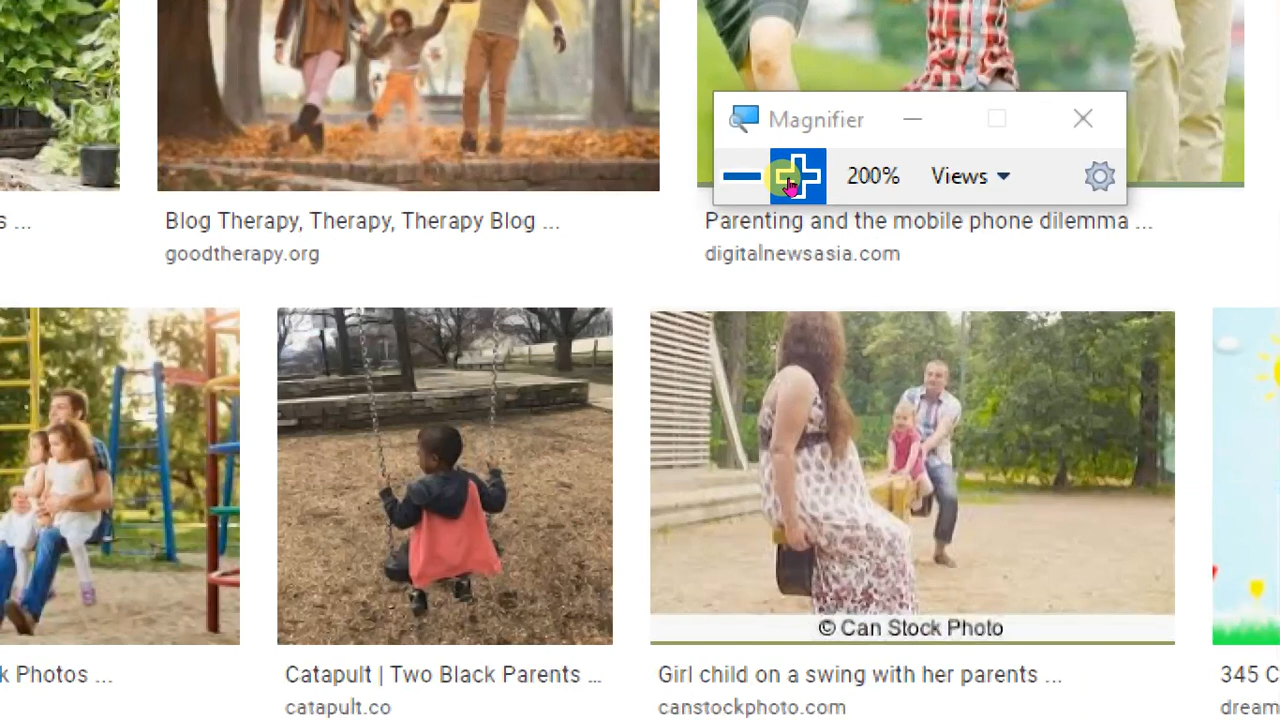 Magnifier
200% Views
s ...
Blog Therapy, Therapy, Therapy Blog ...
goodtherapy.org
Parenting and the mobile phone dilemma ...
digitalnewsasia.com
© Can Stock Photo
k Photos ...
Catapult | Two Black Parents ...
catapult.co
Girl child on a swing with her parents ...
canstockphoto.com
345 C
dream